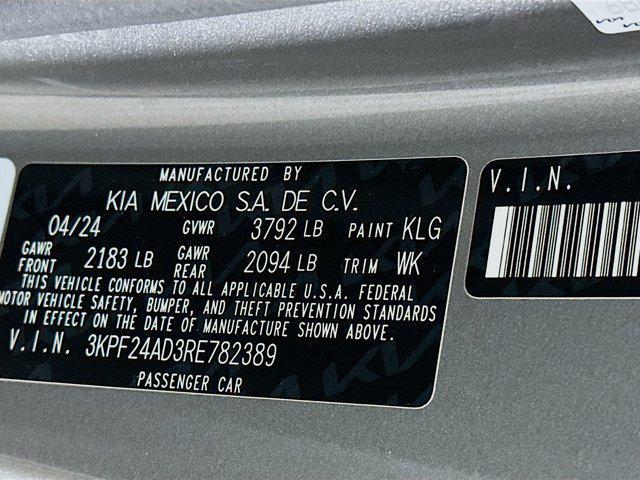 MANUFACTURED BY
KIA MEXICO S.A. DE C.V.
04/24 GVWR 3792 LB PAINT KLG
GAWR FRONT 2183 LB GAWR REAR 2094 LB TRIM WK
THIS VEHICLE CONFORMS TO ALL APPLICABLE U.S.A. FEDERAL
MOTOR VEHICLE SAFETY, BUMPER, AND THEFT PREVENTION STANDARDS
IN EFFECT ON THE DATE OF MANUFACTURE SHOWN ABOVE.
V.I.N. 3KPF24AD3RE782389
PASSENGER CAR
V.I.N.